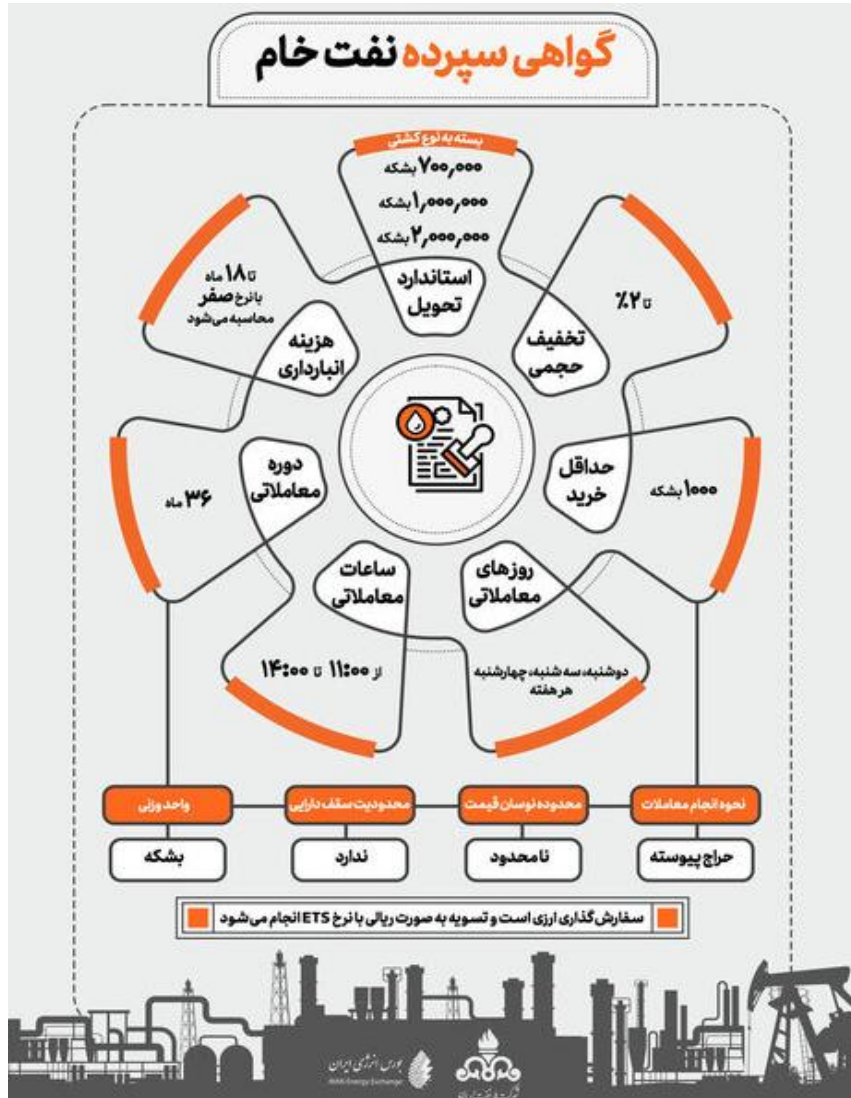 گواهی سپرده نفت خام
بسته به نوع کشتی
۷۰۰,۰۰۰ بشکه
۱,۰۰۰,۰۰۰ بشکه
۲,۰۰۰,۰۰۰ بشکه
استاندارد
تحویل
تا ۲٪
تخفیف
حجمی
۱۰۰۰ بشکه
حداقل
خرید
روزهای
معاملاتی
دوشنبه، سه شنبه، چهارشنبه
هر هفته
ساعات
معاملاتی
از ۱۱:۰۰ تا ۱۴:۰۰
دوره
معاملاتی
۳۶ ماه
هزینه
انبارداری
تا ۱۸ ماه
با نرخ صفر
محاسبه می‌شود
نحوه انجام معاملات
حراج پیوسته
محدوده نوسان قیمت
نامحدود
محدودیت سقف دارایی
ندارد
واحد وزنی
بشکه
سفارش گذاری ارزی است و تسویه به صورت ریالی با نرخ ETS انجام می‌شود
بورس انرژی ایران
IRAN Energy Exchange